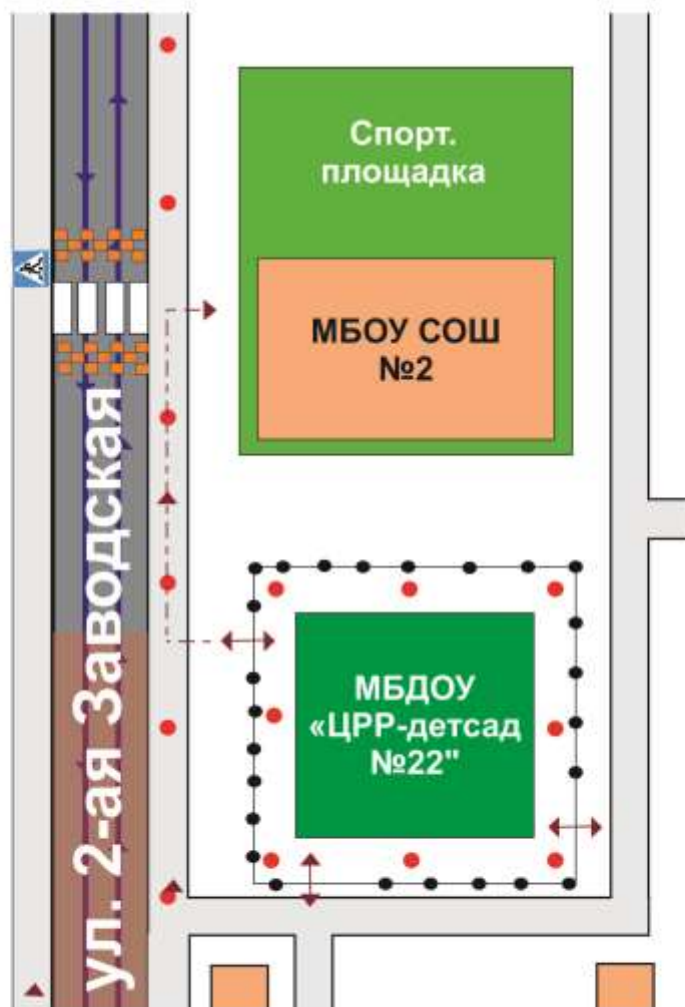 Спорт.
площадка
МБОУ СОШ
№2
ул. 2-ая Заводская
МБДОУ
«ЦРР-детсад
№22"